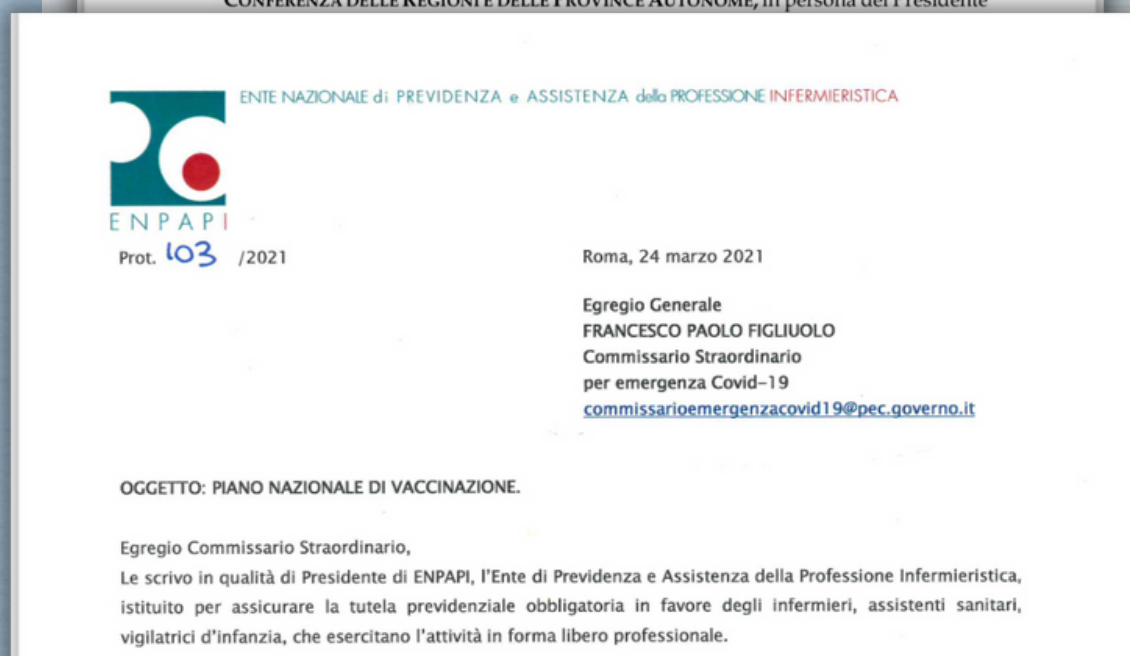 CONFERENZA DELLE REGIONI E DELLE PROVINCE AUTONOME, in persona del Presidente
ENTE NAZIONALE di PREVIDENZA e ASSISTENZA della PROFESSIONE INFERMIERISTICA
ENPAPI
Prot. 103 /2021
Roma, 24 marzo 2021
Egregio Generale
FRANCESCO PAOLO FIGLIUOLO
Commissario Straordinario
per emergenza Covid-19
commissarioemergenzacovid19@pec.governo.it
OGGETTO: PIANO NAZIONALE DI VACCINAZIONE.
Egregio Commissario Straordinario,
Le scrivo in qualità di Presidente di ENPAPI, l'Ente di Previdenza e Assistenza della Professione Infermieristica,
istituito per assicurare la tutela previdenziale obbligatoria in favore degli infermieri, assistenti sanitari,
vigilatrici d'infanzia, che esercitano l'attività in forma libero professionale.